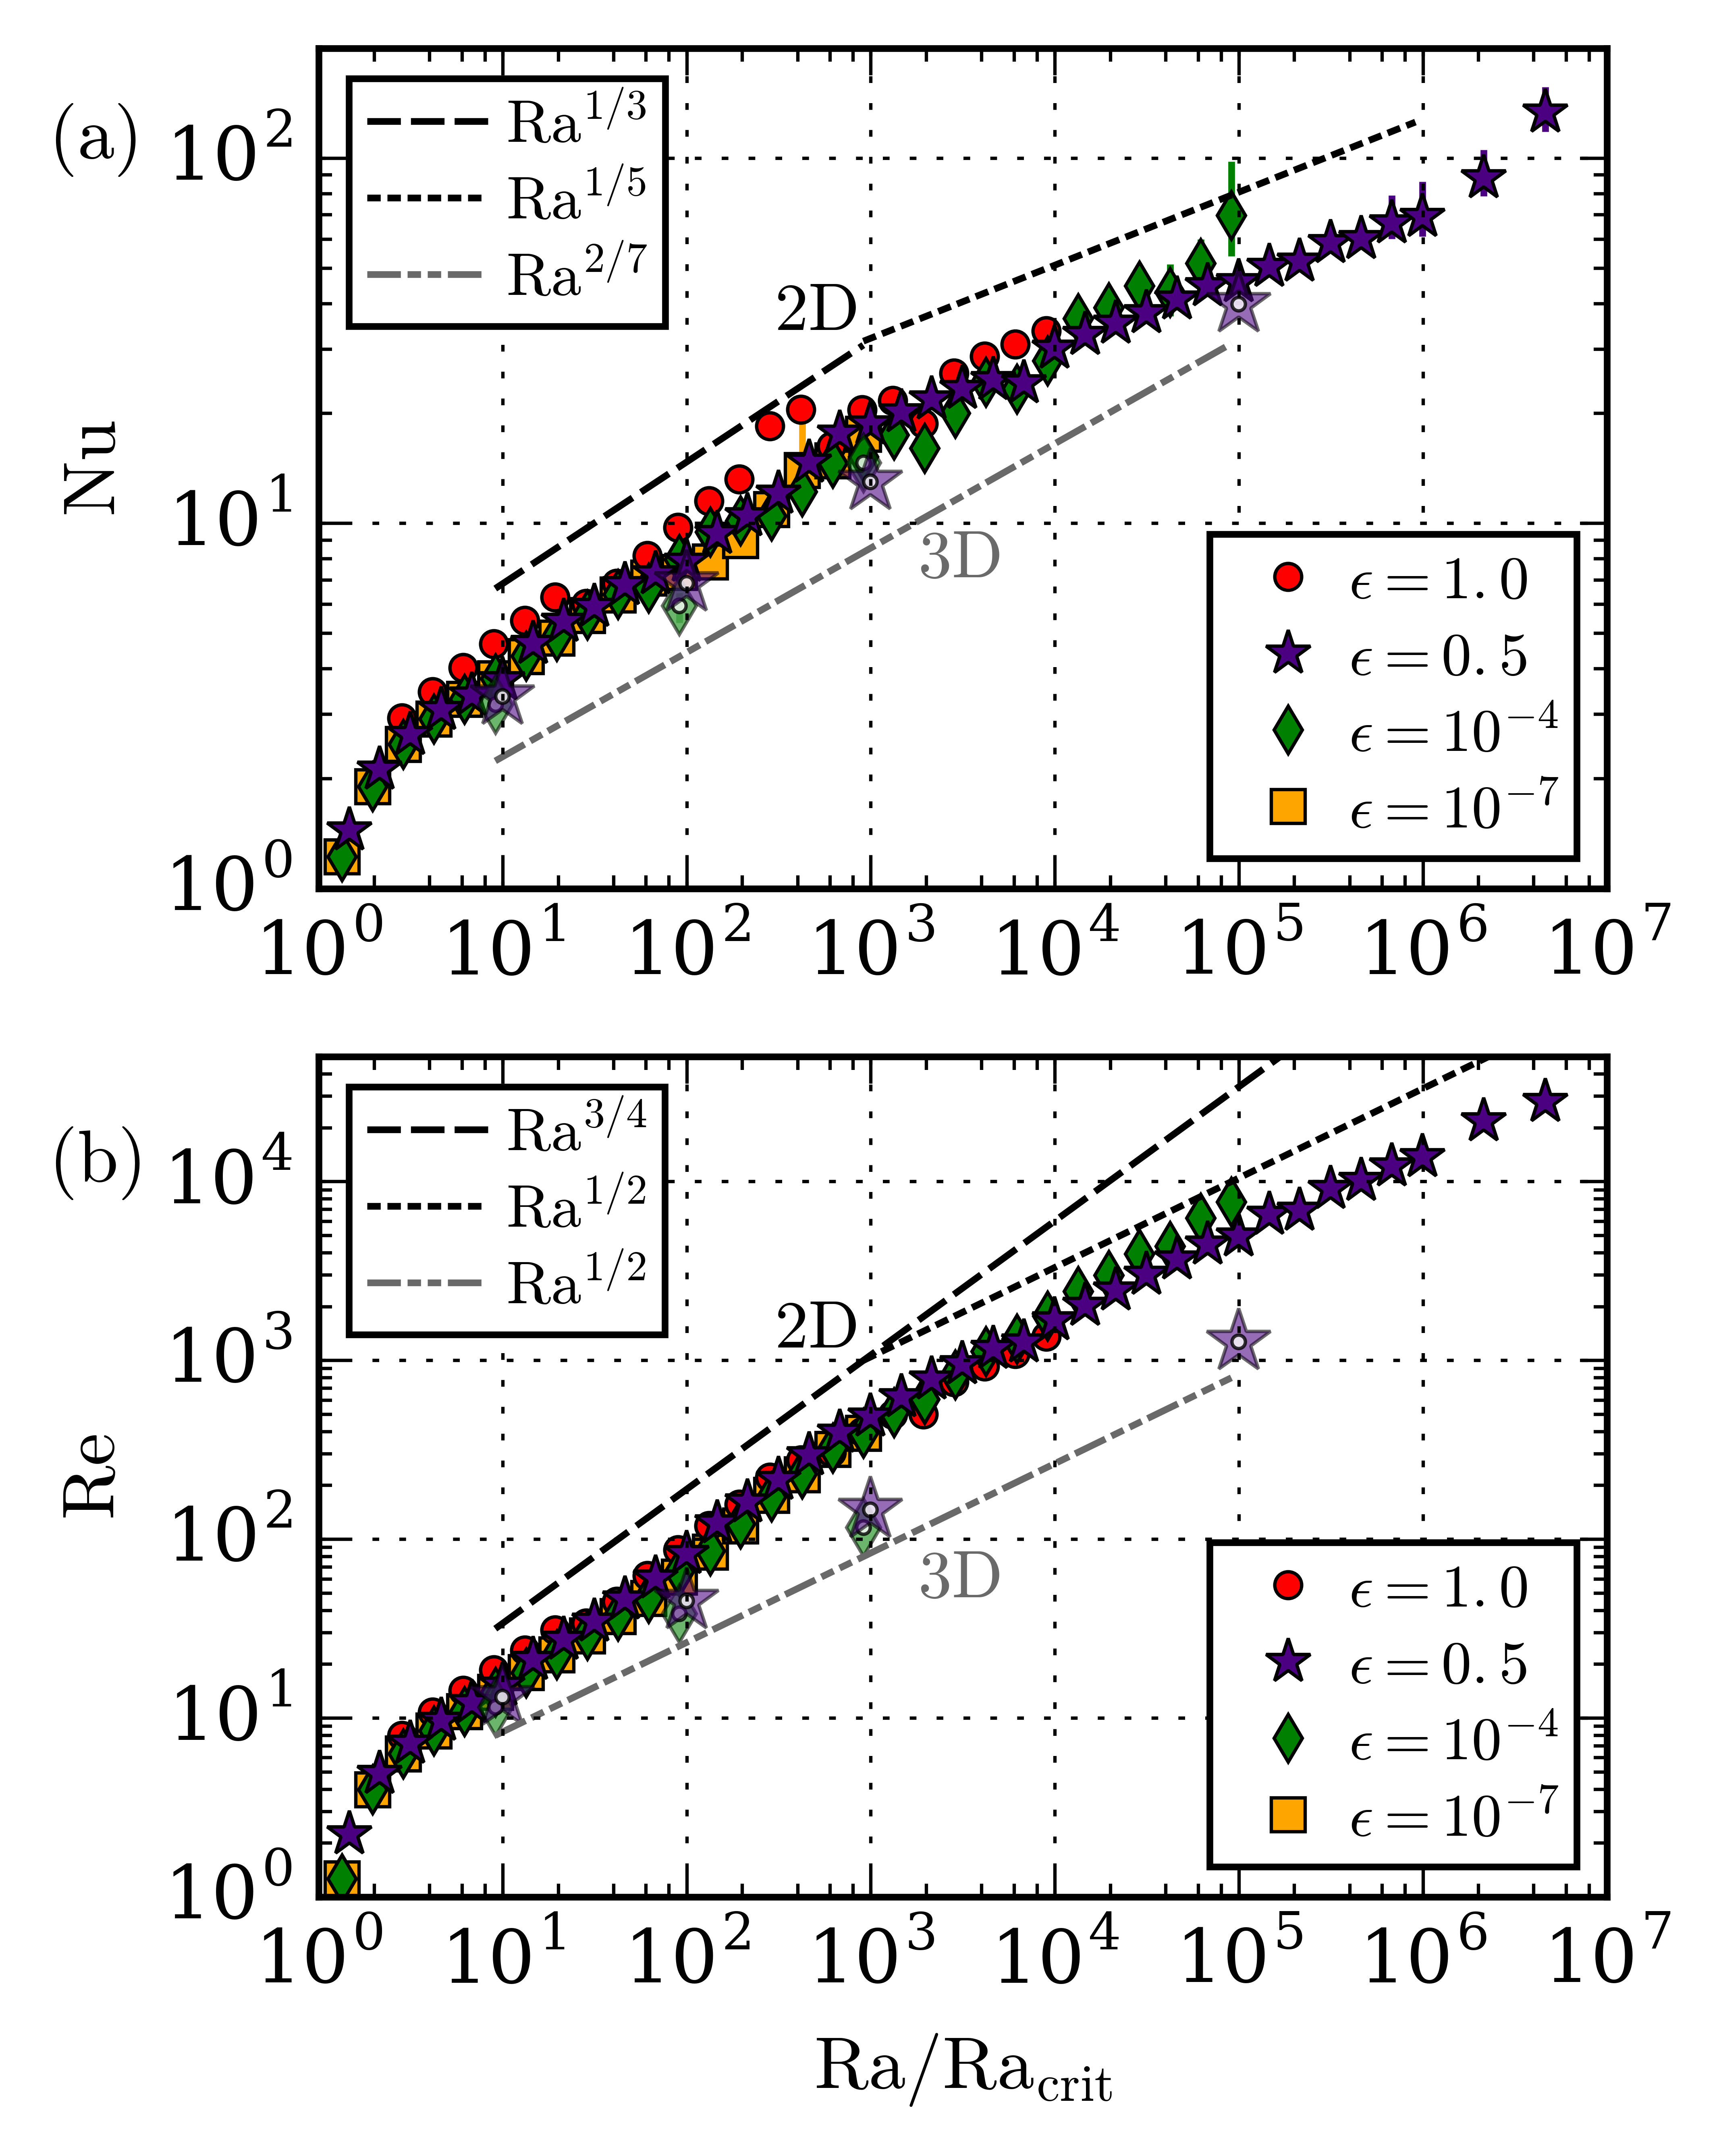 (a)
Nu
10^2
10^1
10^0
Ra^{1/3}
Ra^{1/5}
Ra^{2/7}
2D
3D
ϵ = 1.0
ϵ = 0.5
ϵ = 10^{-4}
ϵ = 10^{-7}
10^0 10^1 10^2 10^3 10^4 10^5 10^6 10^7
(b)
Re
10^4
10^3
10^2
10^1
10^0
Ra^{3/4}
Ra^{1/2}
Ra^{1/2}
2D
3D
ϵ = 1.0
ϵ = 0.5
ϵ = 10^{-4}
ϵ = 10^{-7}
10^0 10^1 10^2 10^3 10^4 10^5 10^6 10^7
Ra/Ra_{crit}